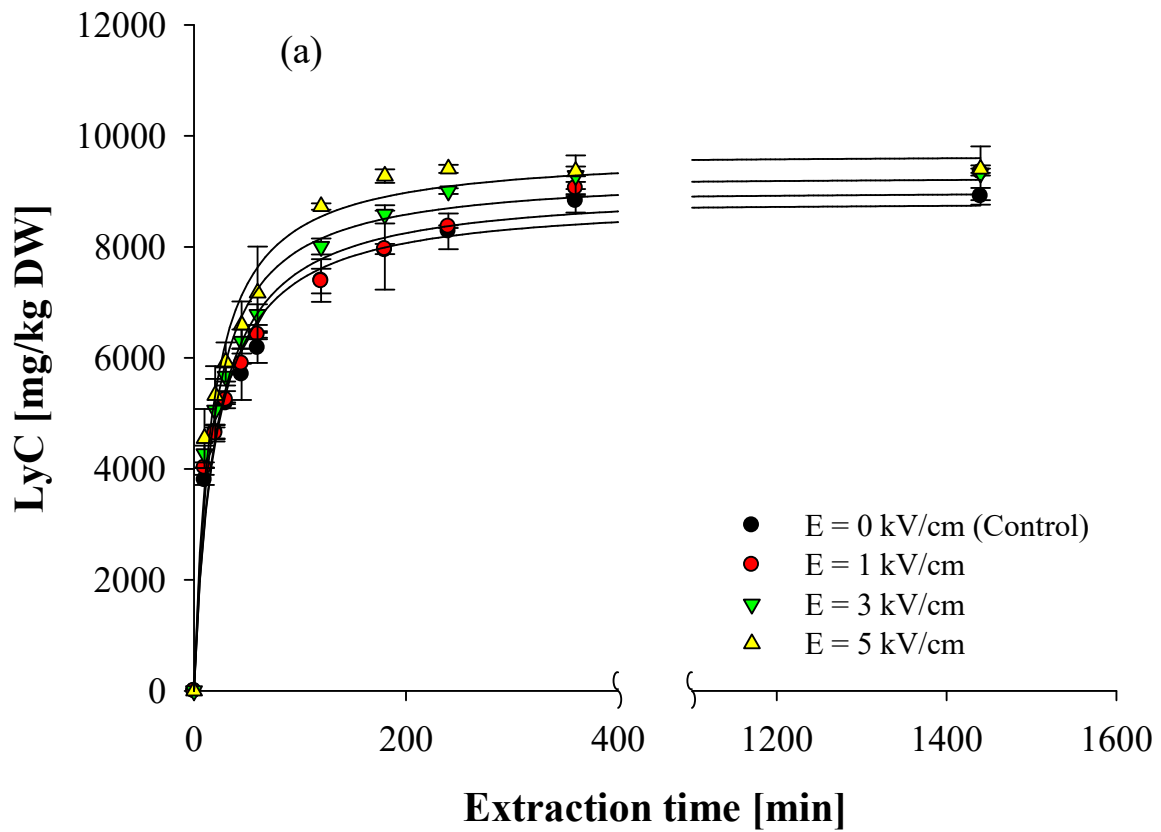 (a)
LyC [mg/kg DW]
12000
10000
8000
6000
4000
2000
0
E = 0 kV/cm (Control)
E = 1 kV/cm
E = 3 kV/cm
E = 5 kV/cm
0 200 400 1200 1400 1600
Extraction time [min]